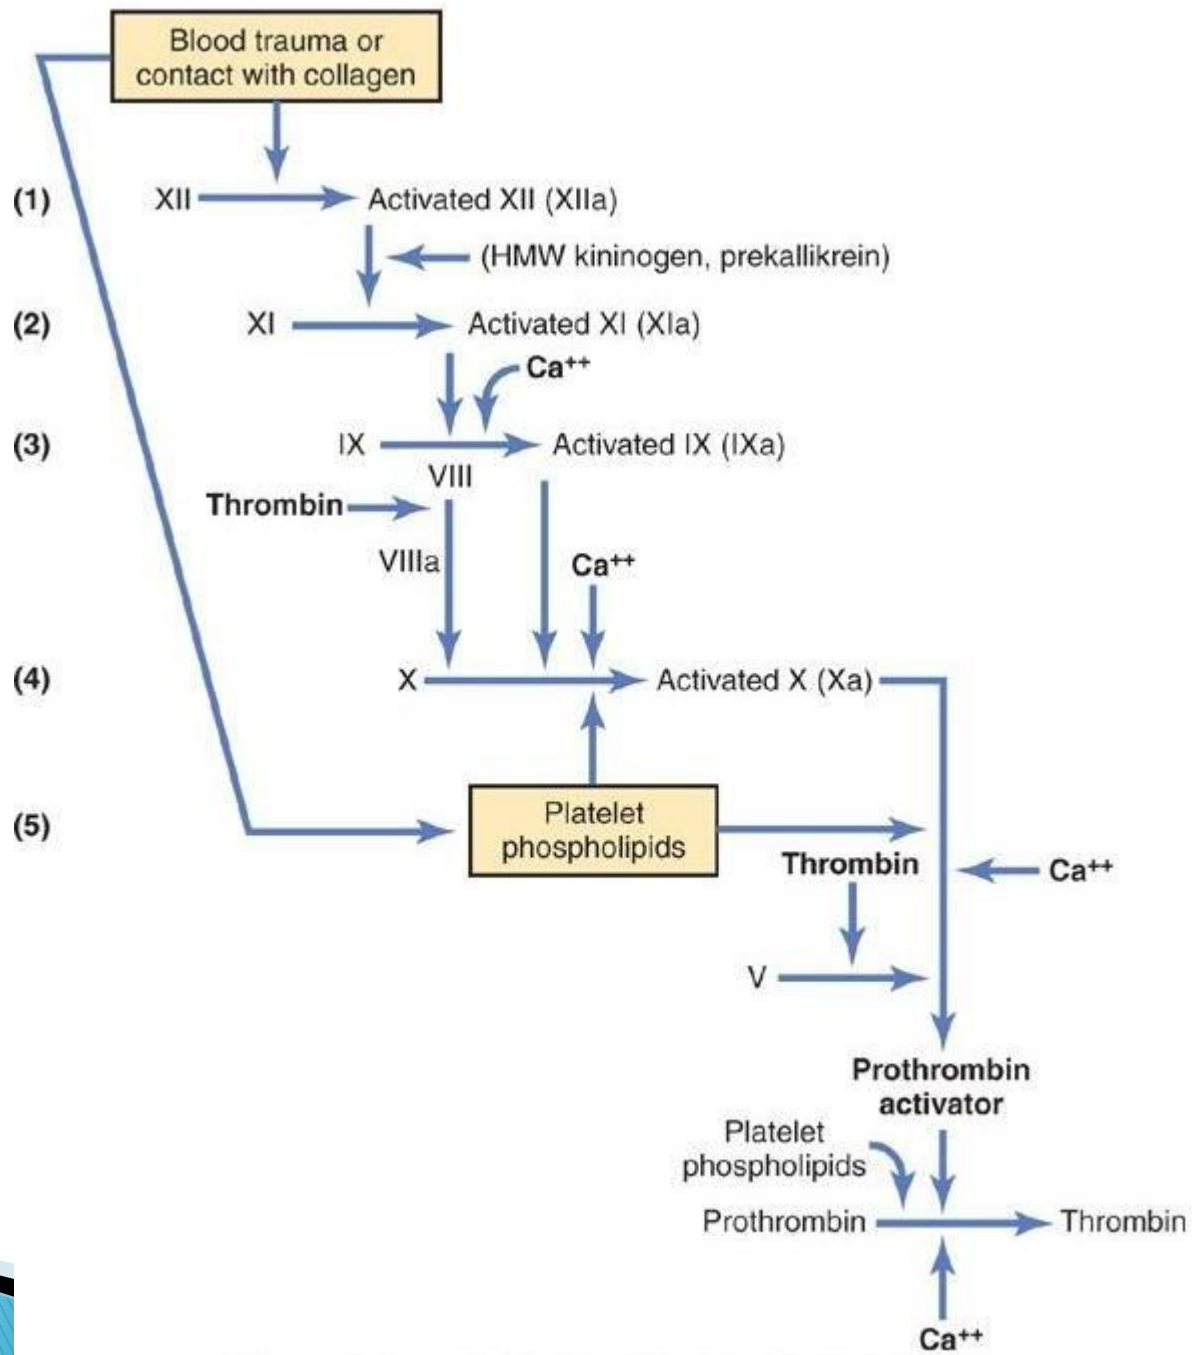 Blood trauma or
contact with collagen
(1)
XII
Activated XII (XIIa)
(HMW kininogen, prekallikrein)
(2)
XI
Activated XI (XIa)
Ca++
(3)
IX
Activated IX (IXa)
VIII
Thrombin
VIIIa
Ca++
(4)
X
Activated X (Xa)
(5)
Platelet
phospholipids
Thrombin
Ca++
V
Prothrombin
activator
Platelet
phospholipids
Prothrombin
Thrombin
Ca++